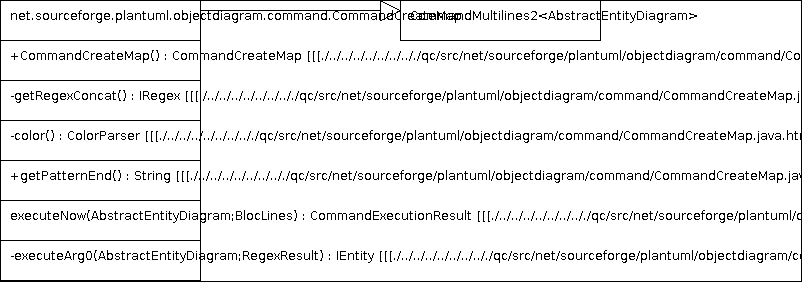 net.sourceforge.plantuml.objectdiagram.command.CommandCreateMap
CommandMultilines2<AbstractEntityDiagram>
+CommandCreateMap() : CommandCreateMap [[[./../../../../../../../../qc/src/net/sourceforge/plantuml/objectdiagram/command/Co
-getRegexConcat() : IRegex [[[./../../../../../../../../qc/src/net/sourceforge/plantuml/objectdiagram/command/CommandCreateMap.j
-color() : ColorParser [[[./../../../../../../../../qc/src/net/sourceforge/plantuml/objectdiagram/command/CommandCreateMap.java.ht
+getPatternEnd() : String [[[./../../../../../../../../qc/src/net/sourceforge/plantuml/objectdiagram/command/CommandCreateMap.jav
executeNow(AbstractEntityDiagram;BlocLines) : CommandExecutionResult [[[./../../../../../../../../qc/src/net/sourceforge/plantuml/o
-executeArg0(AbstractEntityDiagram;RegexResult) : IEntity [[[./../../../../../../../../qc/src/net/sourceforge/plantuml/objectdiagram/co